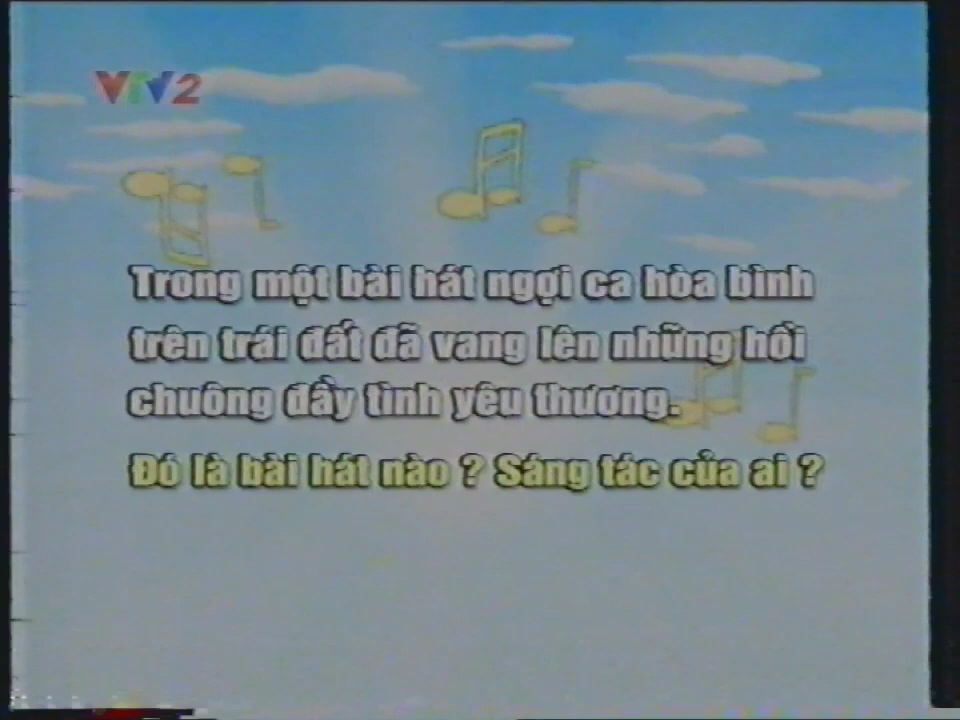 VTV2
Trong một bài hát ngợi ca hòa bình
trên trái đất đã vang lên những hồi
chuông đầy tình yêu thương.
Đó là bài hát nào ? Sáng tác của ai ?